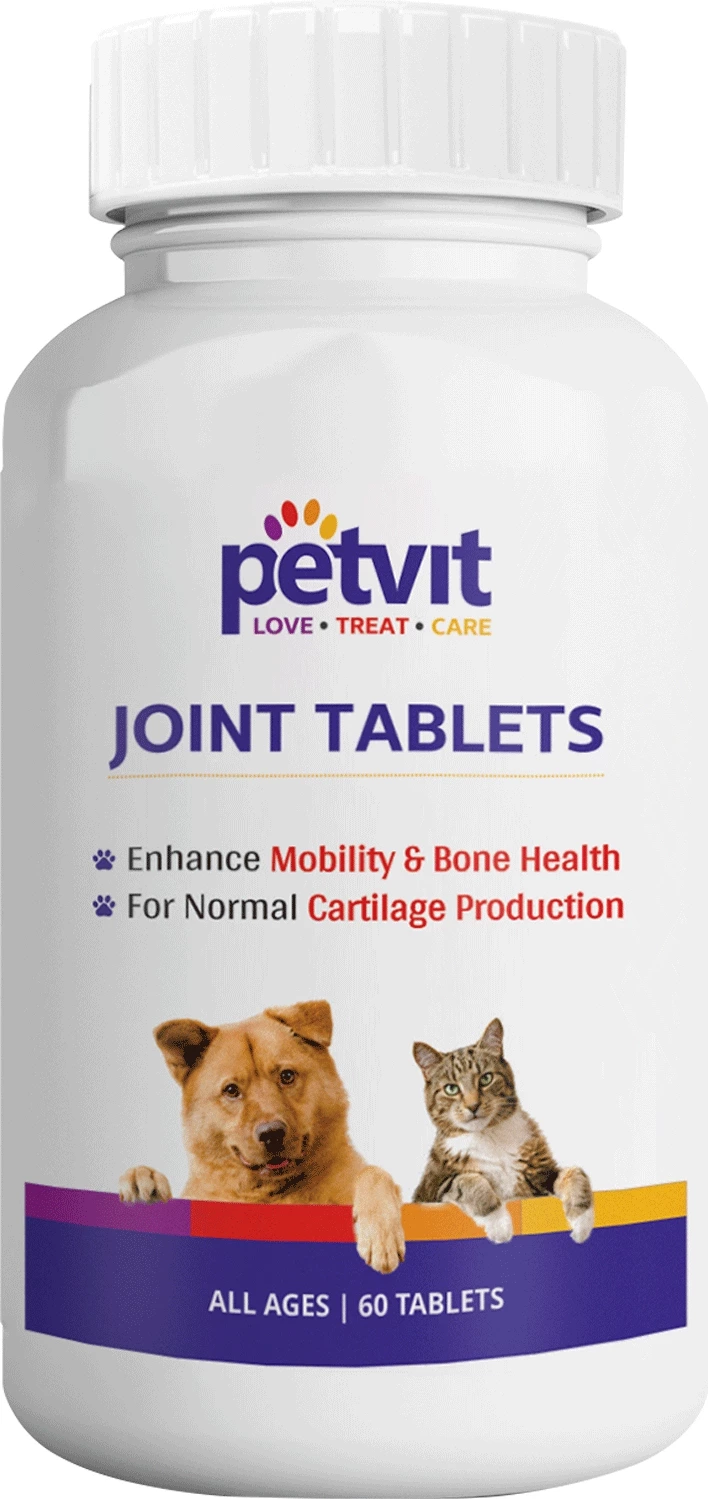 petvit
LOVE • TREAT • CARE
JOINT TABLETS
Enhance Mobility & Bone Health
For Normal Cartilage Production
ALL AGES | 60 TABLETS